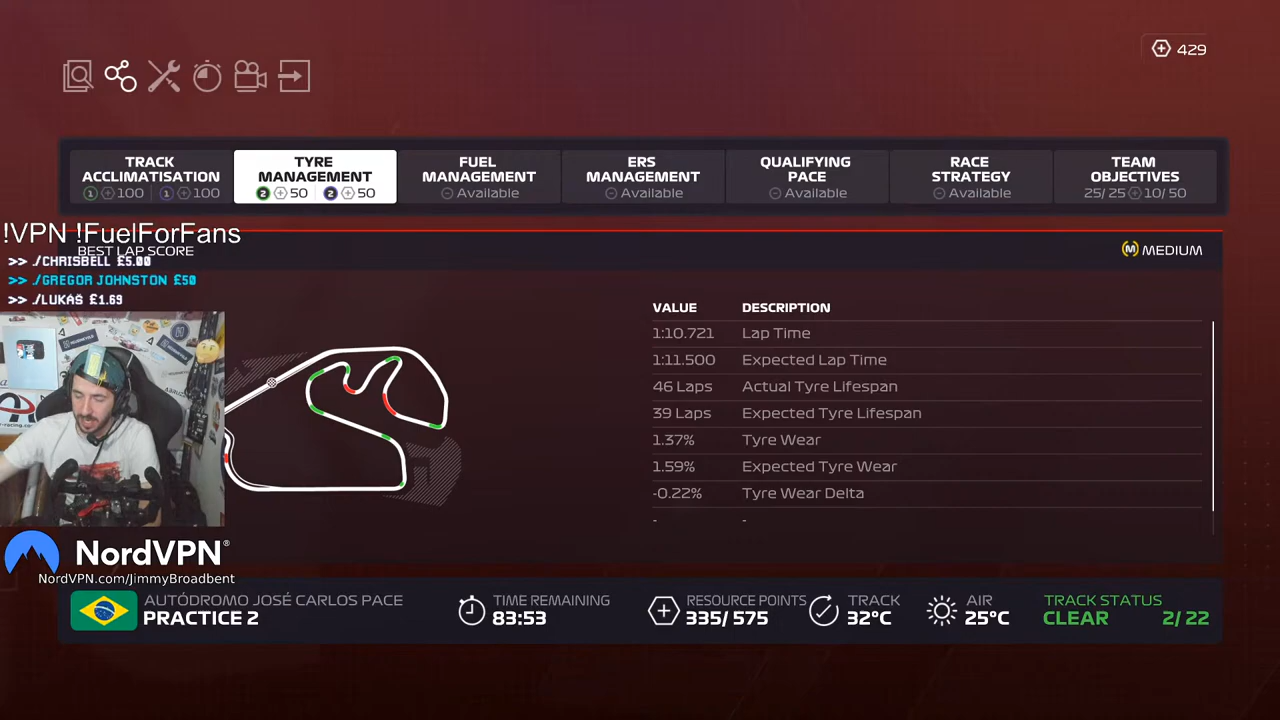 429
TRACK ACCLIMATISATION
1 100 | 1 100
TYRE MANAGEMENT
2 50 2 50
FUEL MANAGEMENT
Available
ERS MANAGEMENT
Available
QUALIFYING PACE
Available
RACE STRATEGY
Available
TEAM OBJECTIVES
25/25 10/50
!VPN !FuelForFans
BEST LAP SCORE
(M) MEDIUM
>> ./CHRISBELL £5.00
>> ./GREGOR JOHNSTON £50
>> ./LUKAS £1.69
VALUE DESCRIPTION
1:10.721 Lap Time
1:11.500 Expected Lap Time
46 Laps Actual Tyre Lifespan
39 Laps Expected Tyre Lifespan
1.37% Tyre Wear
1.59% Expected Tyre Wear
-0.22% Tyre Wear Delta
- -
NordVPN®
NordVPN.com/JimmyBroadbent
AUTÓDROMO JOSÉ CARLOS PACE
PRACTICE 2
TIME REMAINING
83:53
RESOURCE POINTS
335/ 575
TRACK
32°C
AIR
25°C
TRACK STATUS
CLEAR 2/ 22